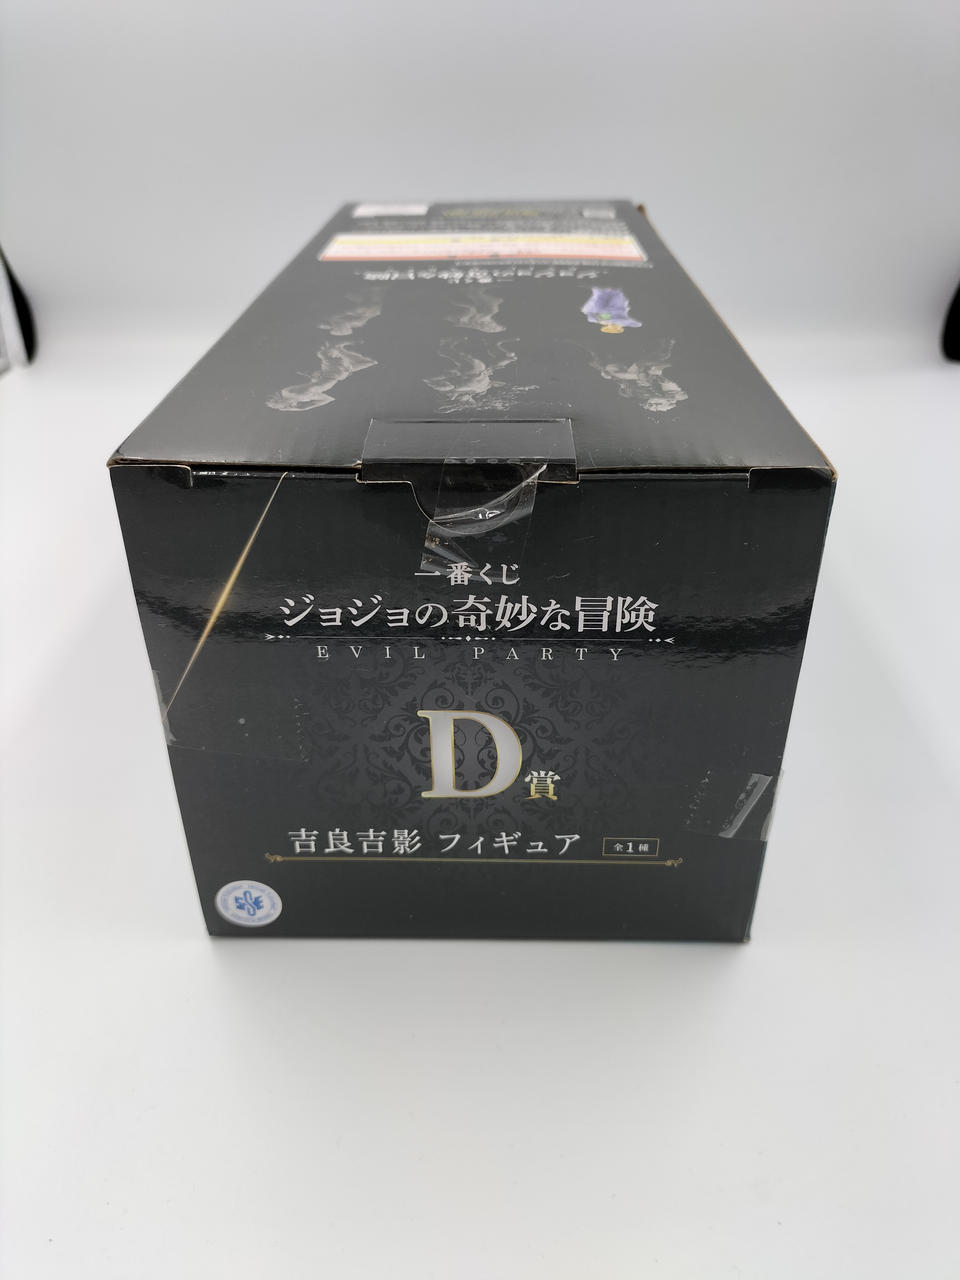 一番くじ
ジョジョの奇妙な冒険
EVIL PARTY
D賞
吉良吉影 フィギュア 全1種